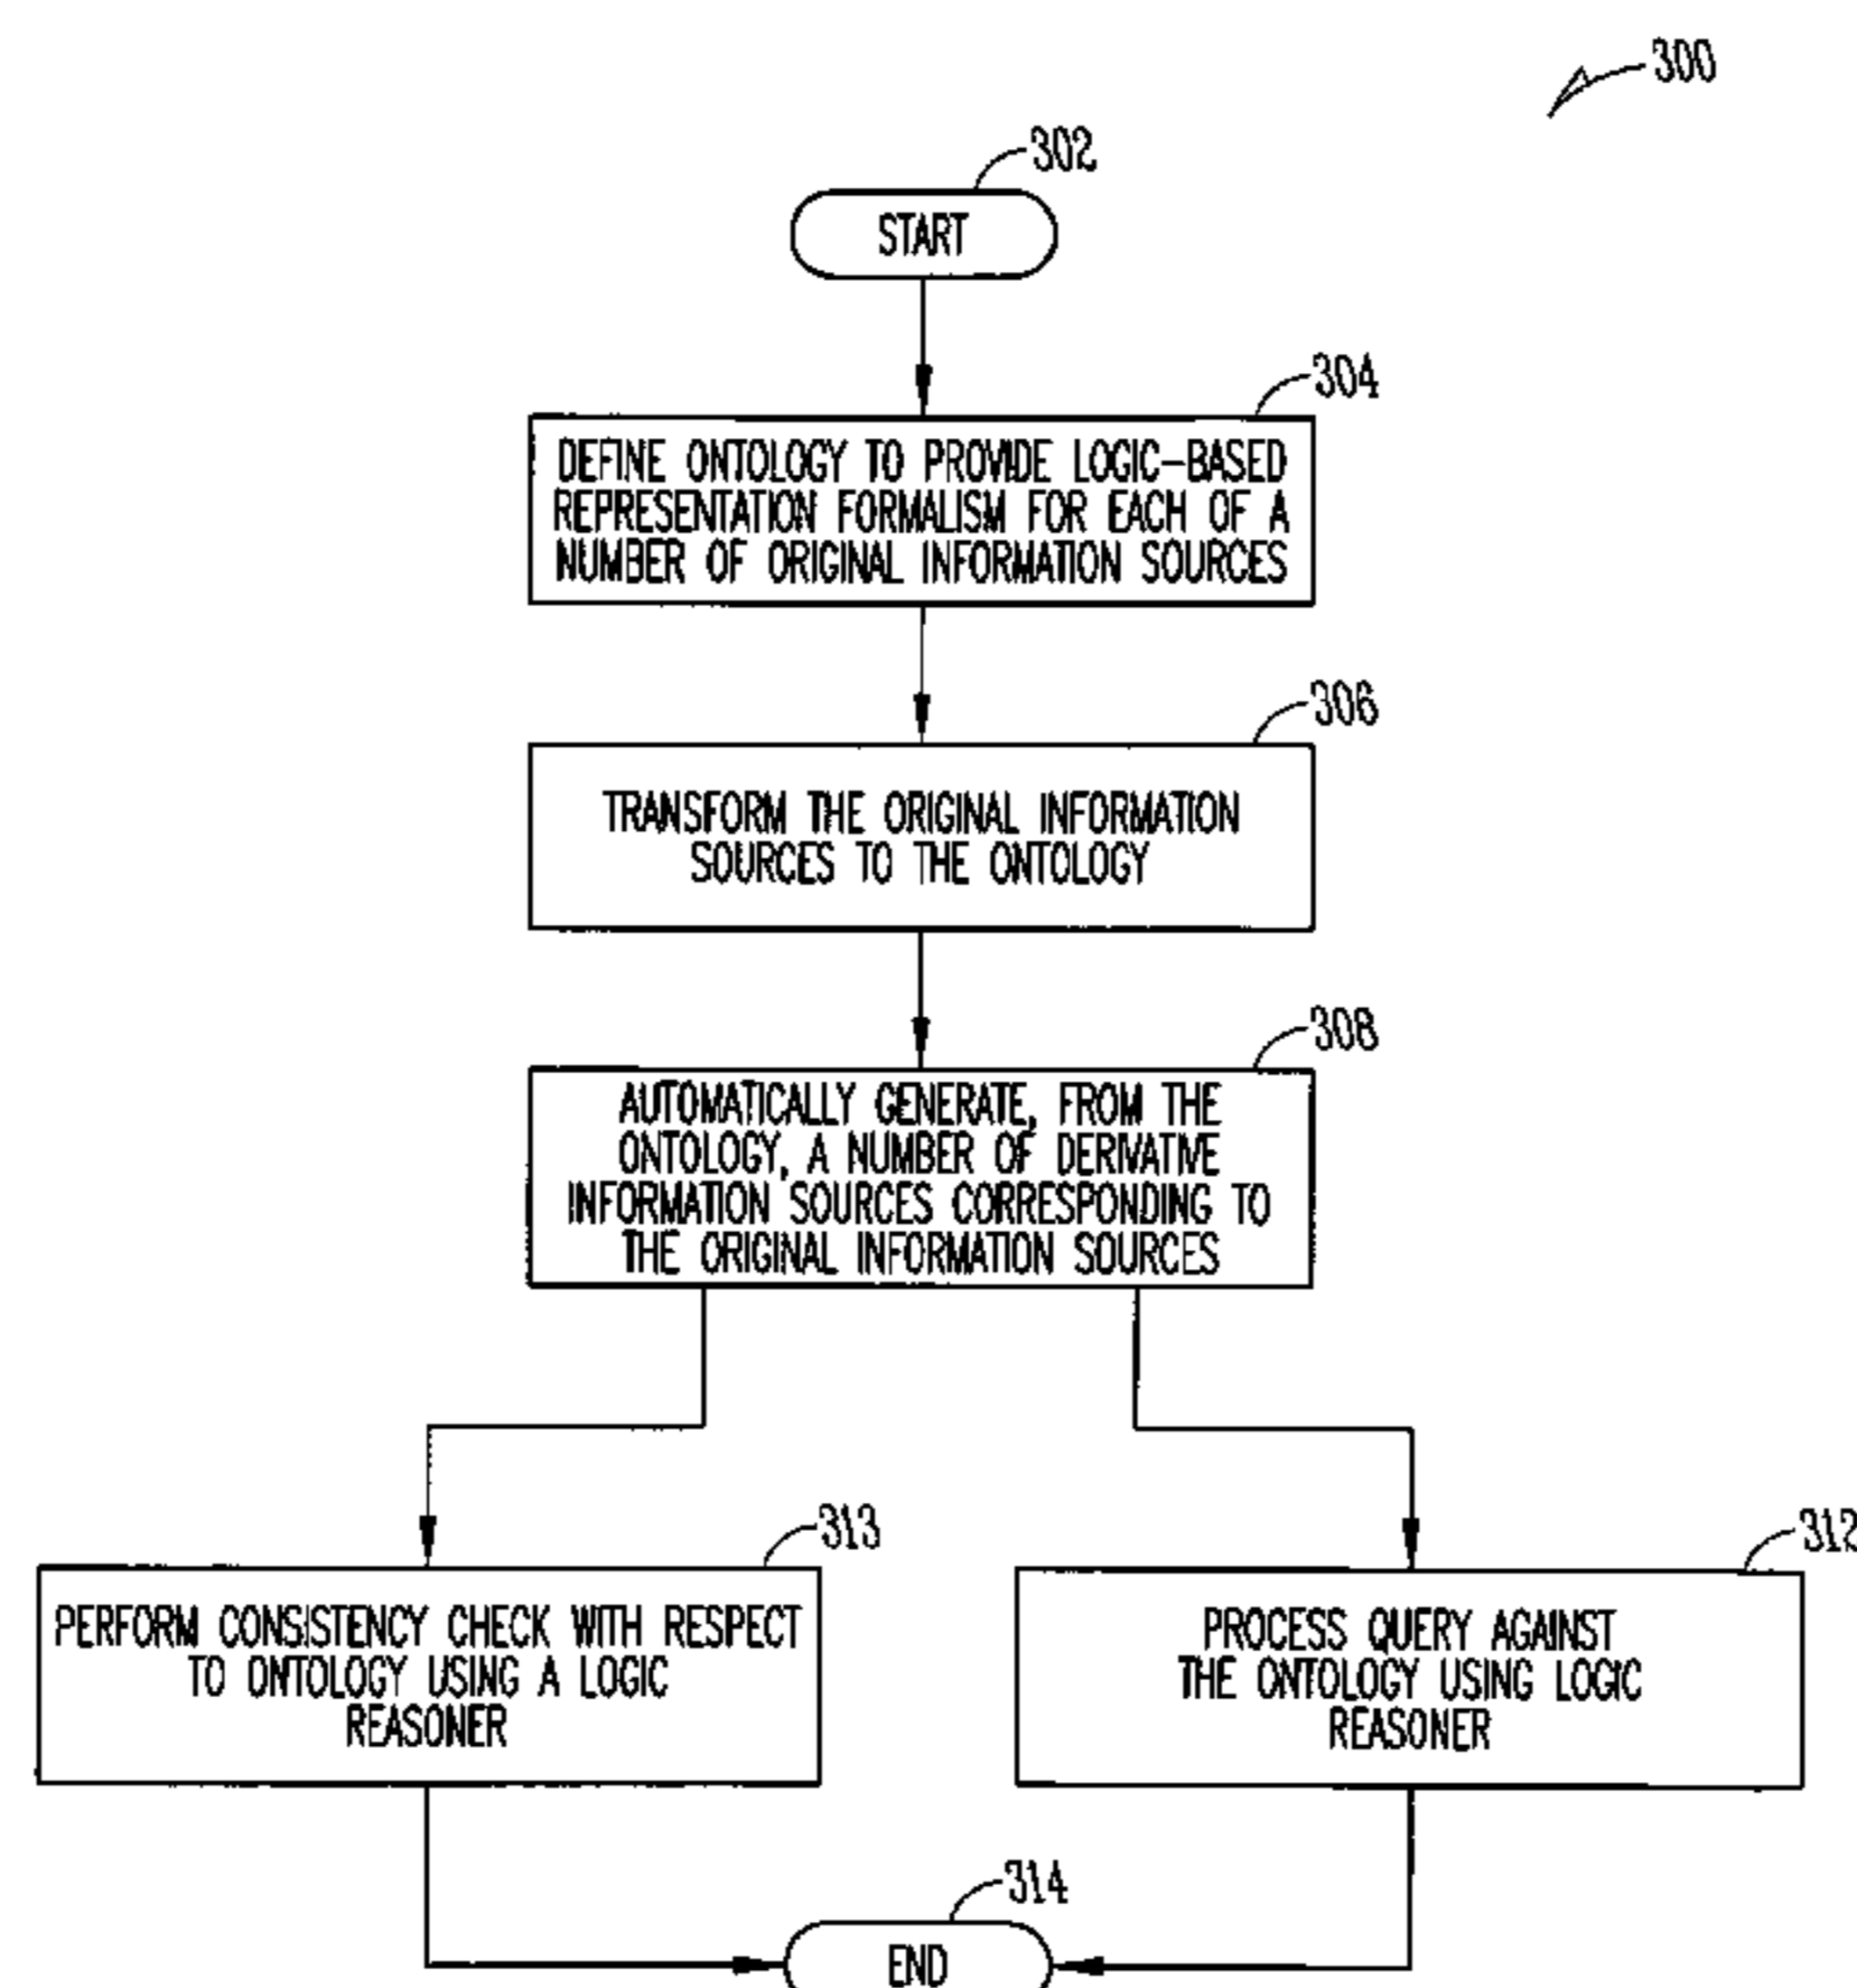 300
302
START
304
DEFINE ONTOLOGY TO PROVIDE LOGIC-BASED
REPRESENTATION FORMALISM FOR EACH OF A
NUMBER OF ORIGINAL INFORMATION SOURCES
306
TRANSFORM THE ORIGINAL INFORMATION
SOURCES TO THE ONTOLOGY
308
AUTOMATICALLY GENERATE, FROM THE
ONTOLOGY, A NUMBER OF DERIVATIVE
INFORMATION SOURCES CORRESPONDING TO
THE ORIGINAL INFORMATION SOURCES
313
PERFORM CONSISTENCY CHECK WITH RESPECT
TO ONTOLOGY USING A LOGIC
REASONER
312
PROCESS QUERY AGAINST
THE ONTOLOGY USING LOGIC
REASONER
314
END